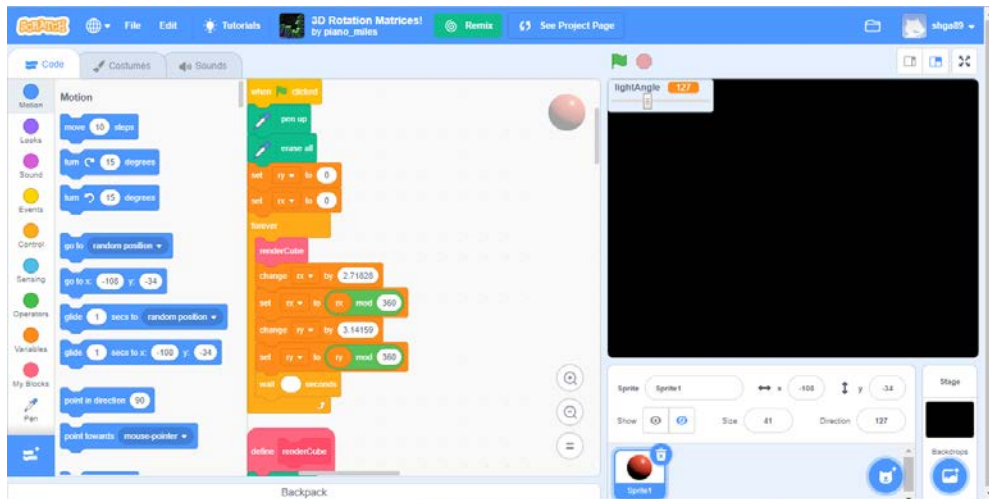 SCRATCH
File Edit Tutorials 3D Rotation Matrices! by piano_miles Remix See Project Page shga89
Code Costumes Sounds
Motion
Looks
Sound
Events
Control
Sensing
Operators
Variables
My Blocks
Pen
Motion
move 10 steps
turn 15 degrees
turn 15 degrees
go to random position
go to x: -108 y: -34
glide 1 secs to random position
glide 1 secs to x: -108 y: -34
point in direction 90
point towards mouse-pointer
when clicked
pen up
erase all
set ry to 0
set rx to 0
forever
renderCube
change rx by 2.71828
set rx to rx mod 360
change ry by 3.14159
set ry to ry mod 360
wait seconds
define renderCube
lightAngle 127
Sprite Sprite1 x -108 y -34
Show Size 41 Direction 127
Sprite1
Stage
Backdrops
Backpack